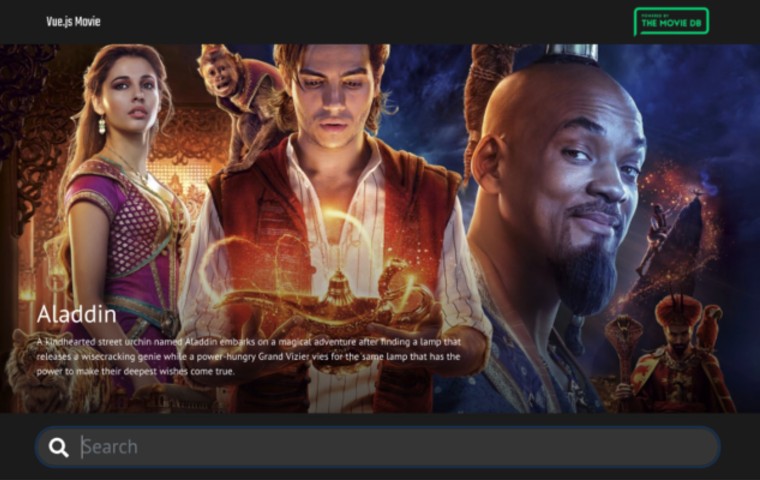 Vue.js Movie
POWERED BY
THE MOVIE DB
Aladdin
A kindhearted street urchin named Aladdin embarks on a magical adventure after finding a lamp that
releases a wisecracking genie while a power-hungry Grand Vizier vies for the same lamp that has the
power to make their deepest wishes come true.
Search